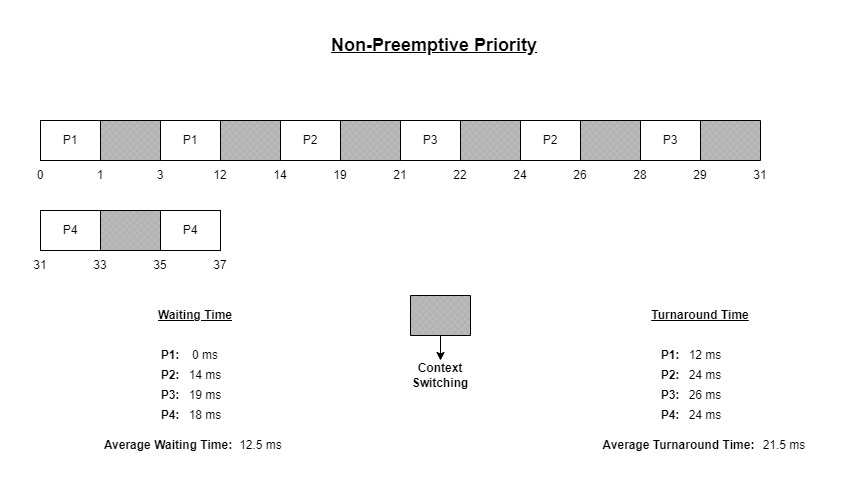 Non-Preemptive Priority
P1 P1 P2 P3 P2 P3
0 1 3 12 14 19 21 22 24 26 28 29 31
P4 P4
31 33 35 37
Waiting Time
P1: 0 ms
P2: 14 ms
P3: 19 ms
P4: 18 ms
Average Waiting Time: 12.5 ms
Context
Switching
Turnaround Time
P1: 12 ms
P2: 24 ms
P3: 26 ms
P4: 24 ms
Average Turnaround Time: 21.5 ms